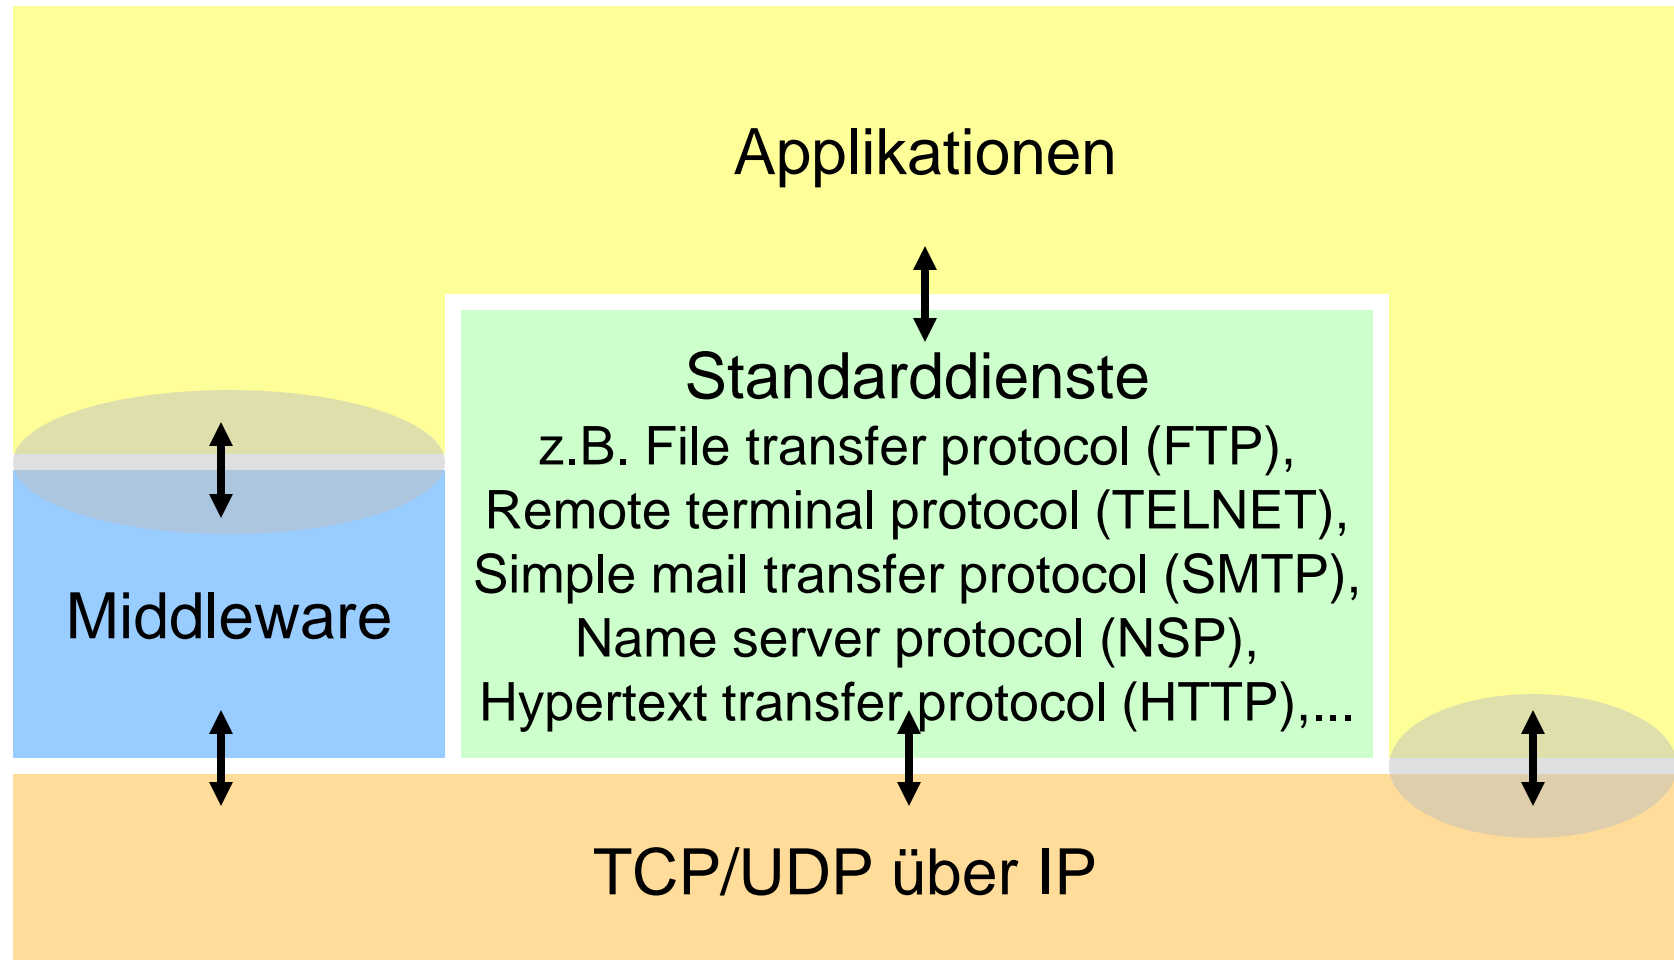 Applikationen
Standarddienste
z.B. File transfer protocol (FTP),
Remote terminal protocol (TELNET),
Simple mail transfer protocol (SMTP),
Name server protocol (NSP),
Hypertext transfer protocol (HTTP),...
Middleware
TCP/UDP über IP